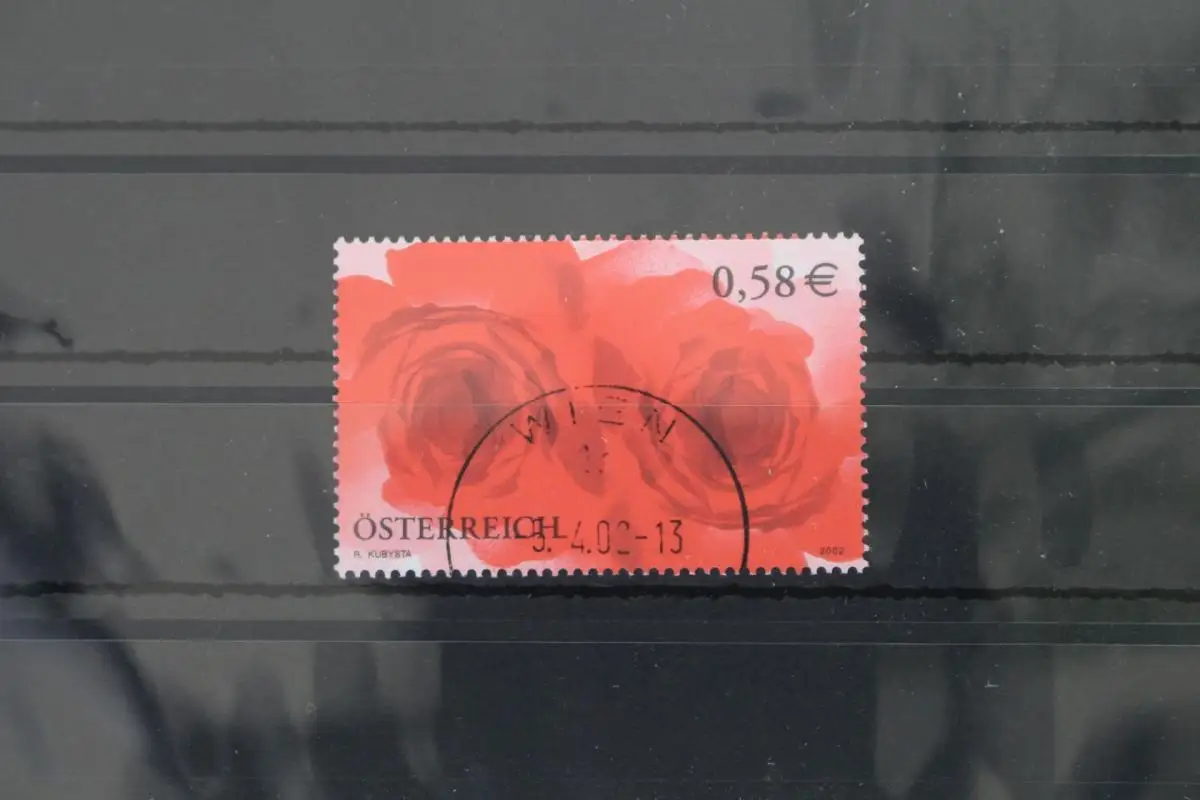 0,58€
WIEN
ÖSTERREICH
5. 4.02-13
R. KUBYSTA
2002